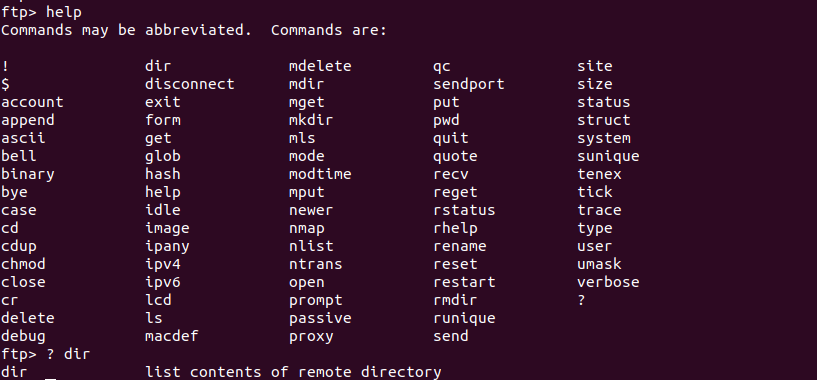 ftp> help
Commands may be abbreviated.  Commands are:

!               dir             mdelete         qc              site
$               disconnect      mdir            sendport        size
account         exit            mget            put             status
append          form            mkdir           pwd             struct
ascii           get             mls             quit            system
bell            glob            mode            quote           sunique
binary          hash            modtime         recv            tenex
bye             help            mput            reget           tick
case            idle            newer           rstatus         trace
cd              image           nmap            rhelp           type
cdup            ipany           nlist           rename          user
chmod           ipv4            ntrans          reset           umask
close           ipv6            open            restart         verbose
cr              lcd             prompt          rmdir           ?
delete          ls              passive         runique
debug           macdef          proxy           send
ftp> ? dir
dir             list contents of remote directory